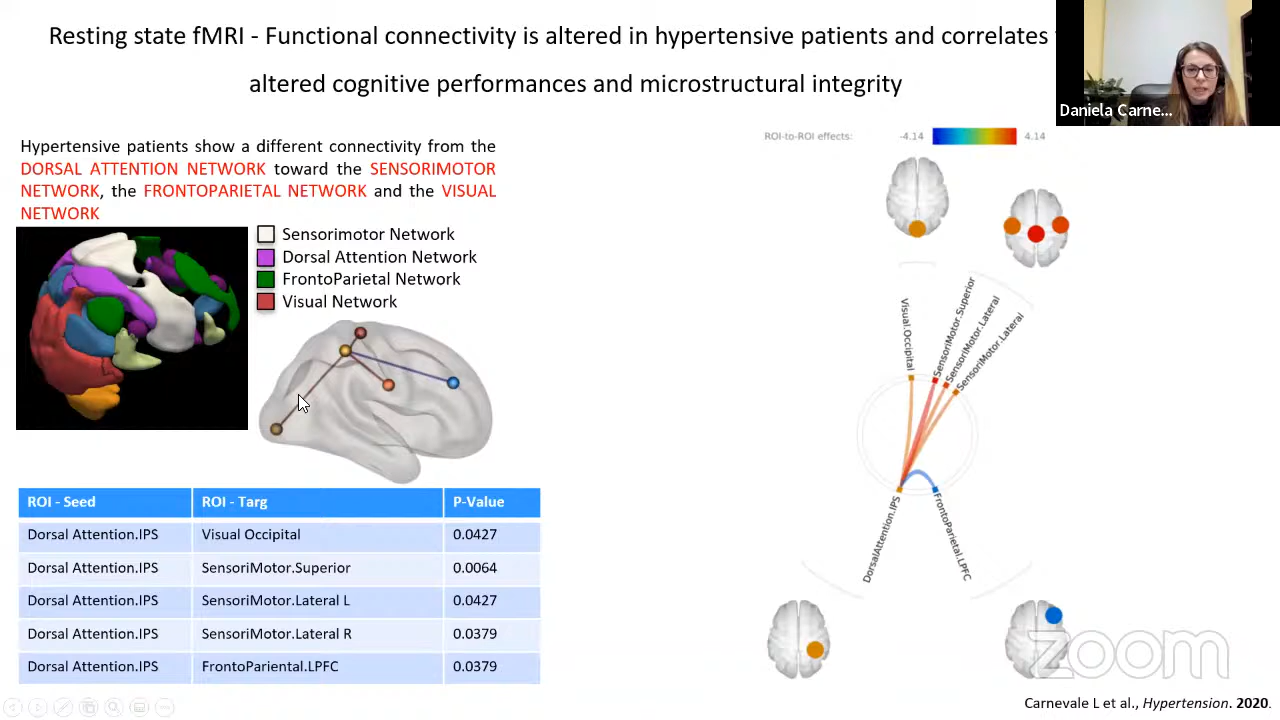 Resting state fMRI - Functional connectivity is altered in hypertensive patients and correlates
altered cognitive performances and microstructural integrity
Daniela Carne...
Hypertensive patients show a different connectivity from the
DORSAL ATTENTION NETWORK toward the SENSORIMOTOR
NETWORK, the FRONTOPARIETAL NETWORK and the VISUAL
NETWORK
Sensorimotor Network
Dorsal Attention Network
FrontoParietal Network
Visual Network
ROI - Seed ROI - Targ P-Value
Dorsal Attention.IPS Visual Occipital 0.0427
Dorsal Attention.IPS SensoriMotor.Superior 0.0064
Dorsal Attention.IPS SensoriMotor.Lateral L 0.0427
Dorsal Attention.IPS SensoriMotor.Lateral R 0.0379
Dorsal Attention.IPS FrontoPariental.LPFC 0.0379
ROI-to-ROI effects: -4.14 4.14
Visual.Occipital
SensoriMotor.Superior
SensoriMotor.Lateral
SensoriMotor.Lateral
DorsalAttention.IPS
FrontoParietal.LPFC
zoom
Carnevale L et al., Hypertension. 2020.